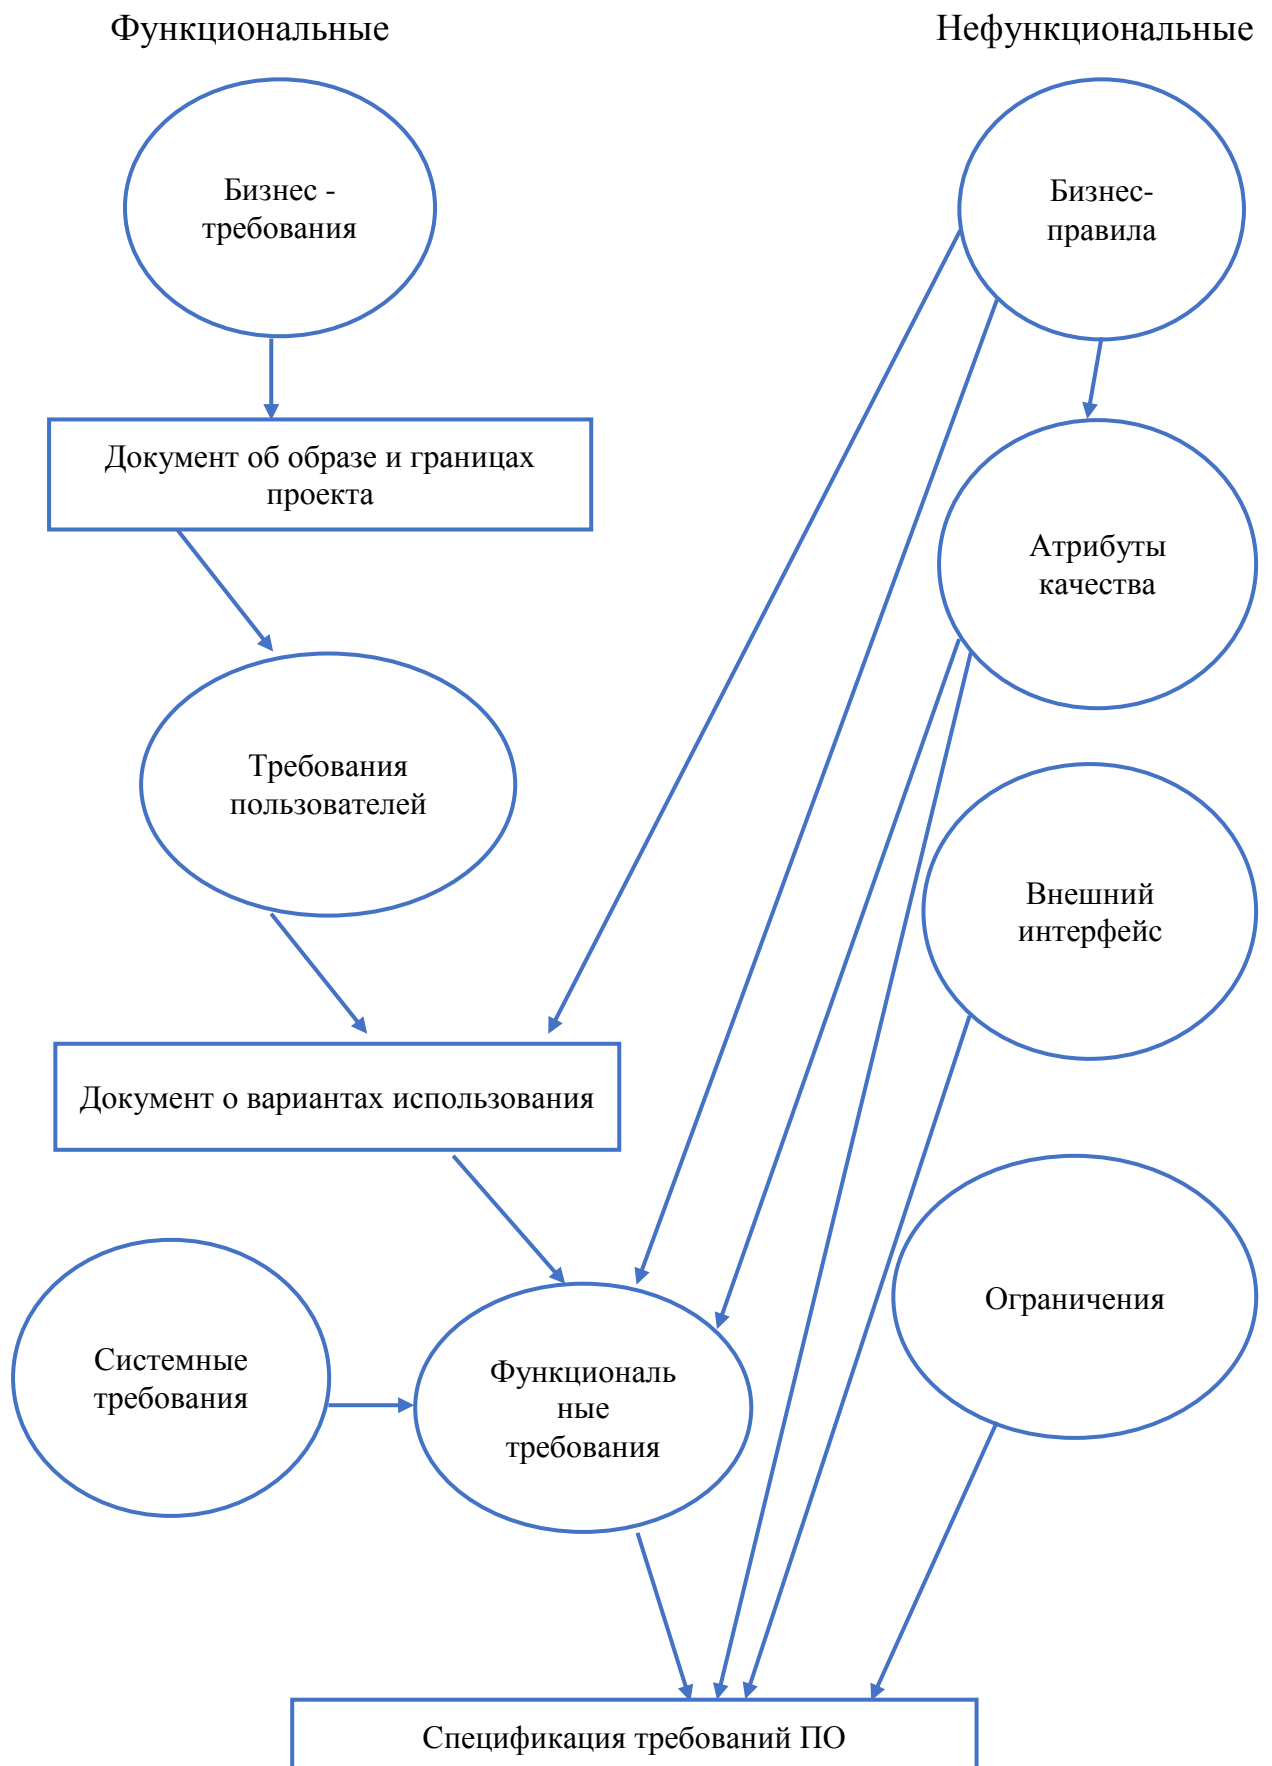 Функциональные
Нефункциональные
Бизнес -
требования
Бизнес-
правила
Документ об образе и границах
проекта
Атрибуты
качества
Требования
пользователей
Внешний
интерфейс
Документ о вариантах использования
Ограничения
Системные
требования
Функциональ
ные
требования
Спецификация требований ПО